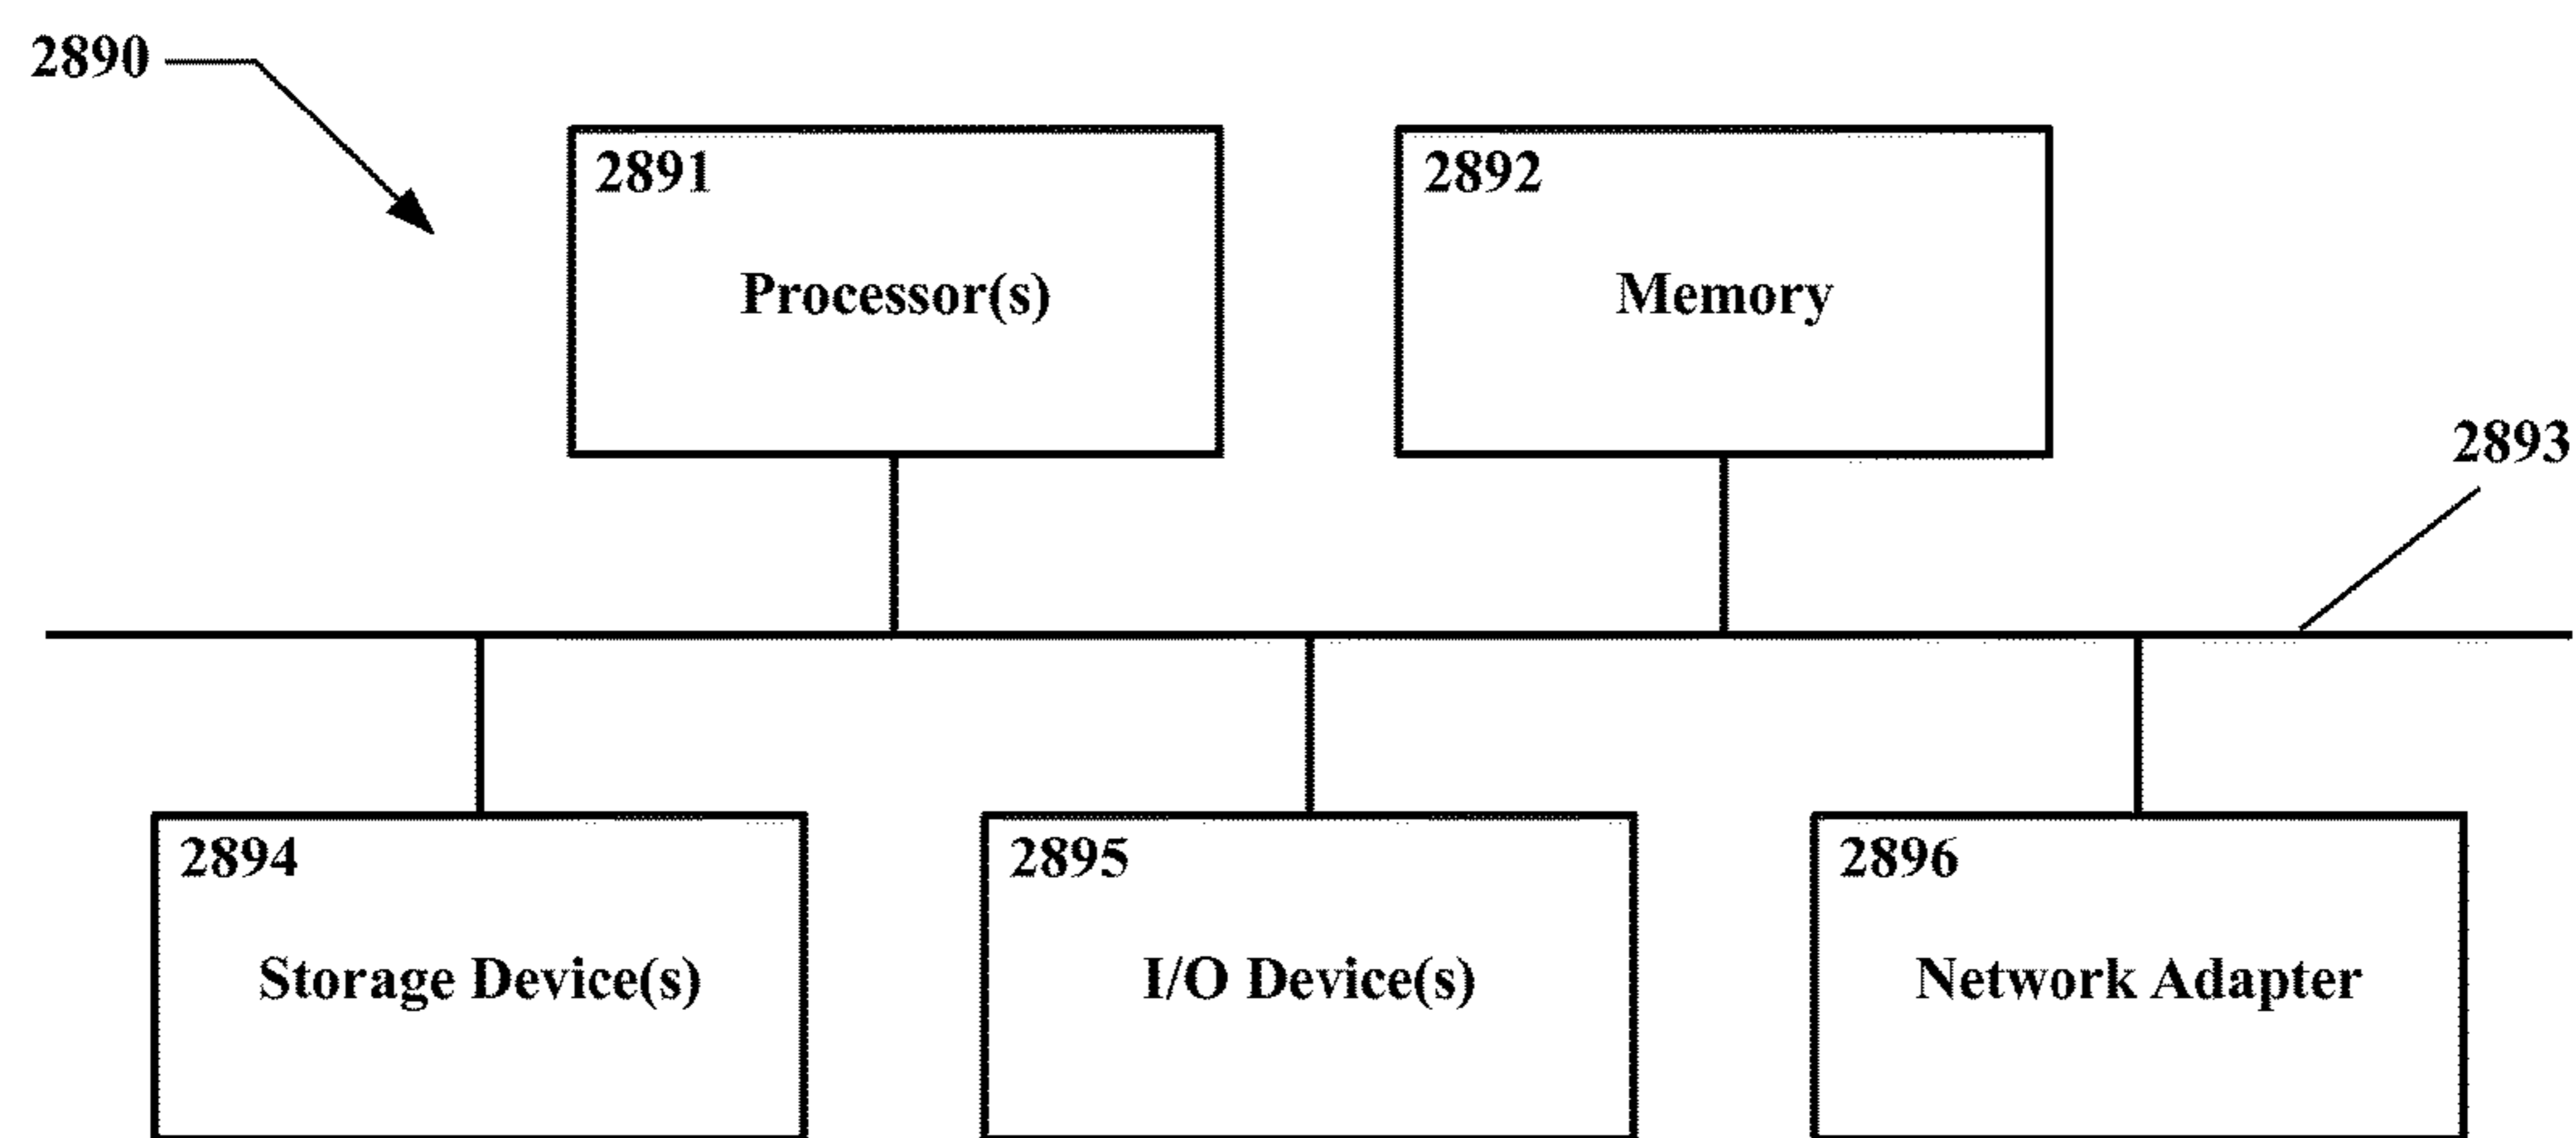 2890
2891
Processor(s)
2892
Memory
2893
2894
Storage Device(s)
2895
I/O Device(s)
2896
Network Adapter